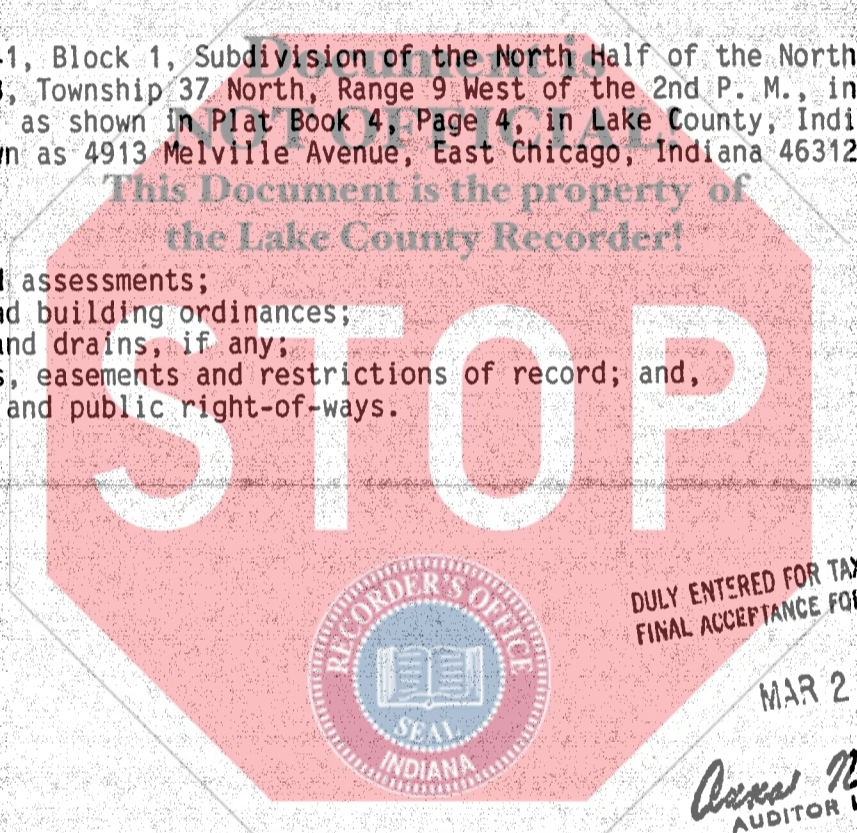 Document is
-1, Block 1, Subdivision of the North Half of the North
, Township 37 North, Range 9 West of the 2nd P. M., in
NOT OFFICIAL
as shown in Plat Book 4, Page 4, in Lake County, Indi
n as 4913 Melville Avenue, East Chicago, Indiana 46312
This Document is the property of
the Lake County Recorder!
assessments;
d building ordinances;
and drains, if any;
s, easements and restrictions of record; and,
and public right-of-ways.
STOP
DULY ENTERED FOR TAX
FINAL ACCEPTANCE FOR
RECORDER'S OFFICE
SEAL
INDIANA
MAR 2
AUDITOR